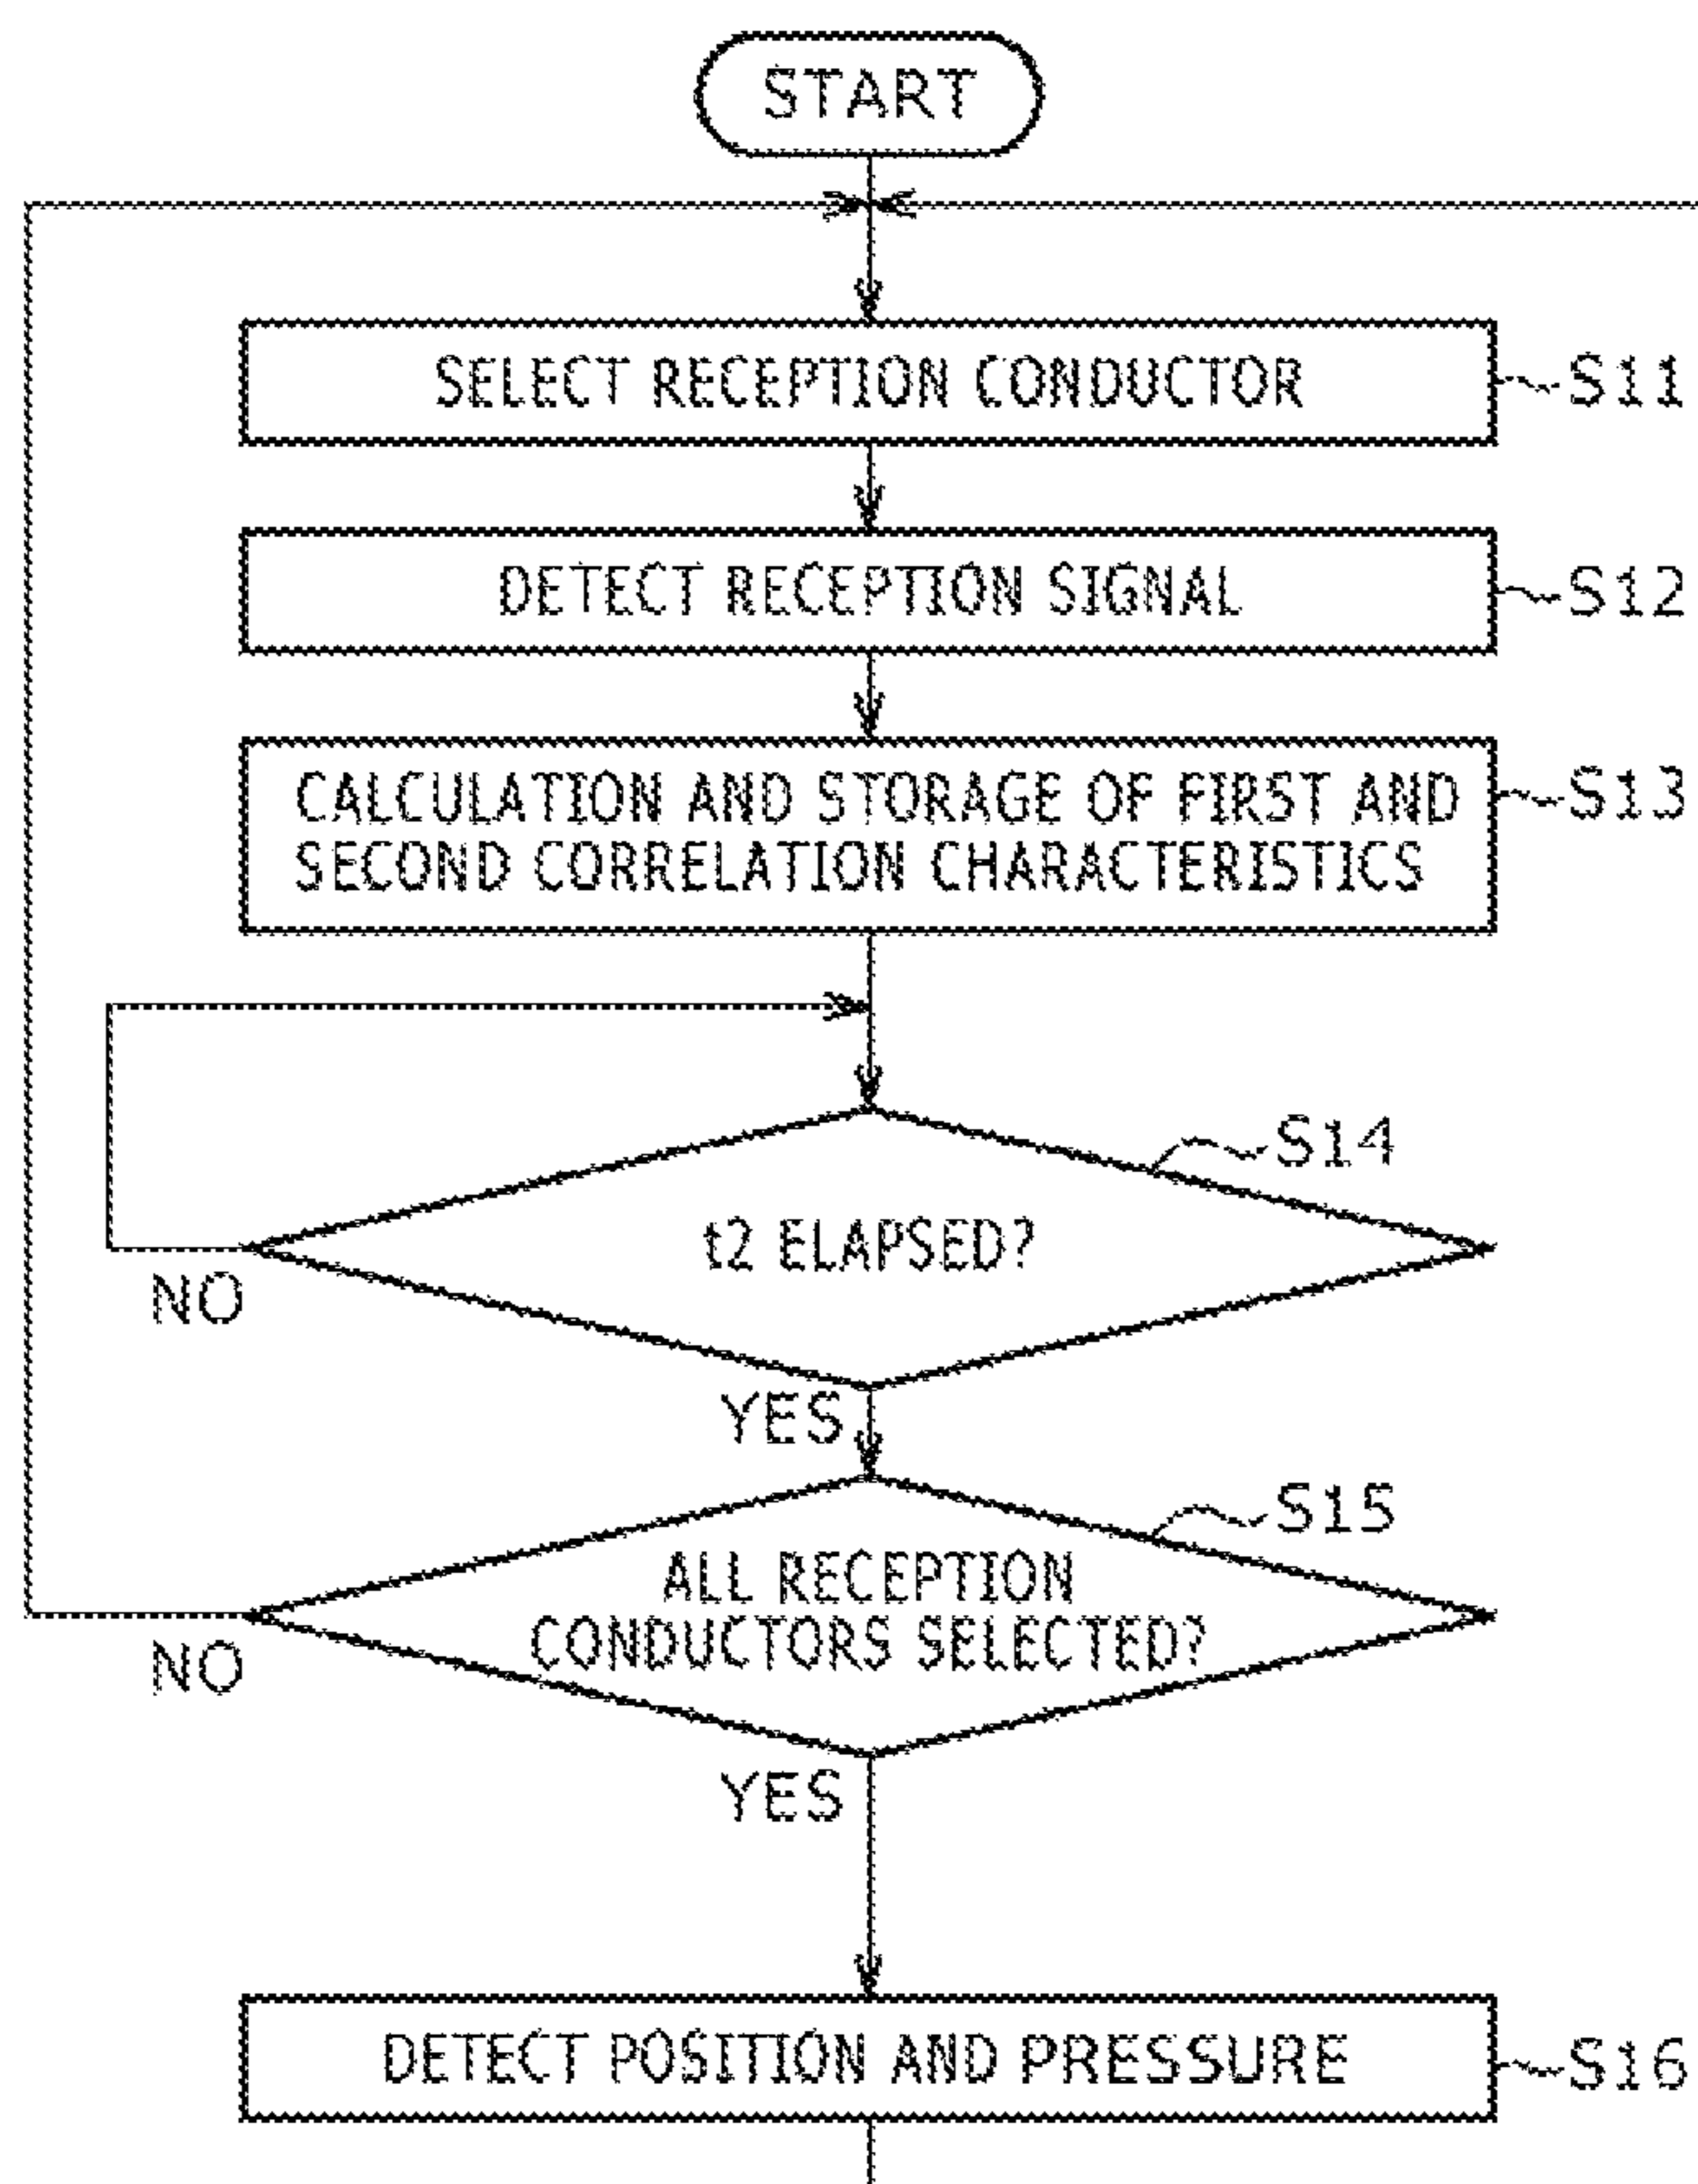 START
SELECT RECEPTION CONDUCTOR
S11
DETECT RECEPTION SIGNAL
S12
CALCULATION AND STORAGE OF FIRST AND
SECOND CORRELATION CHARACTERISTICS
S13
S14
t2 ELAPSED?
NO
YES
S15
ALL RECEPTION
CONDUCTORS SELECTED?
NO
YES
DETECT POSITION AND PRESSURE
S16